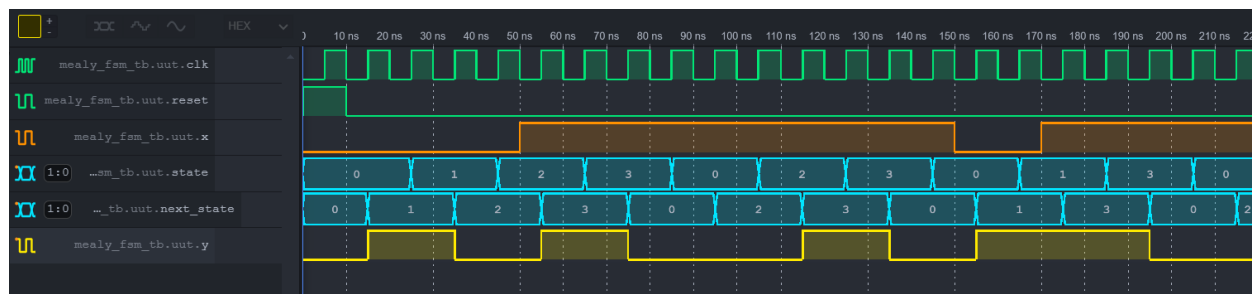 +
-
HEX
10 ns 20 ns 30 ns 40 ns 50 ns 60 ns 70 ns 80 ns 90 ns 100 ns 110 ns 120 ns 130 ns 140 ns 150 ns 160 ns 170 ns 180 ns 190 ns 200 ns 210 ns 22
mealy_fsm_tb.uut.clk
mealy_fsm_tb.uut.reset
mealy_fsm_tb.uut.x
1:0 …sm_tb.uut.state 0 1 2 3 0 2 3 0 1 3 0
1:0 …_tb.uut.next_state 0 1 2 3 0 2 3 0 1 3 0 2
mealy_fsm_tb.uut.y